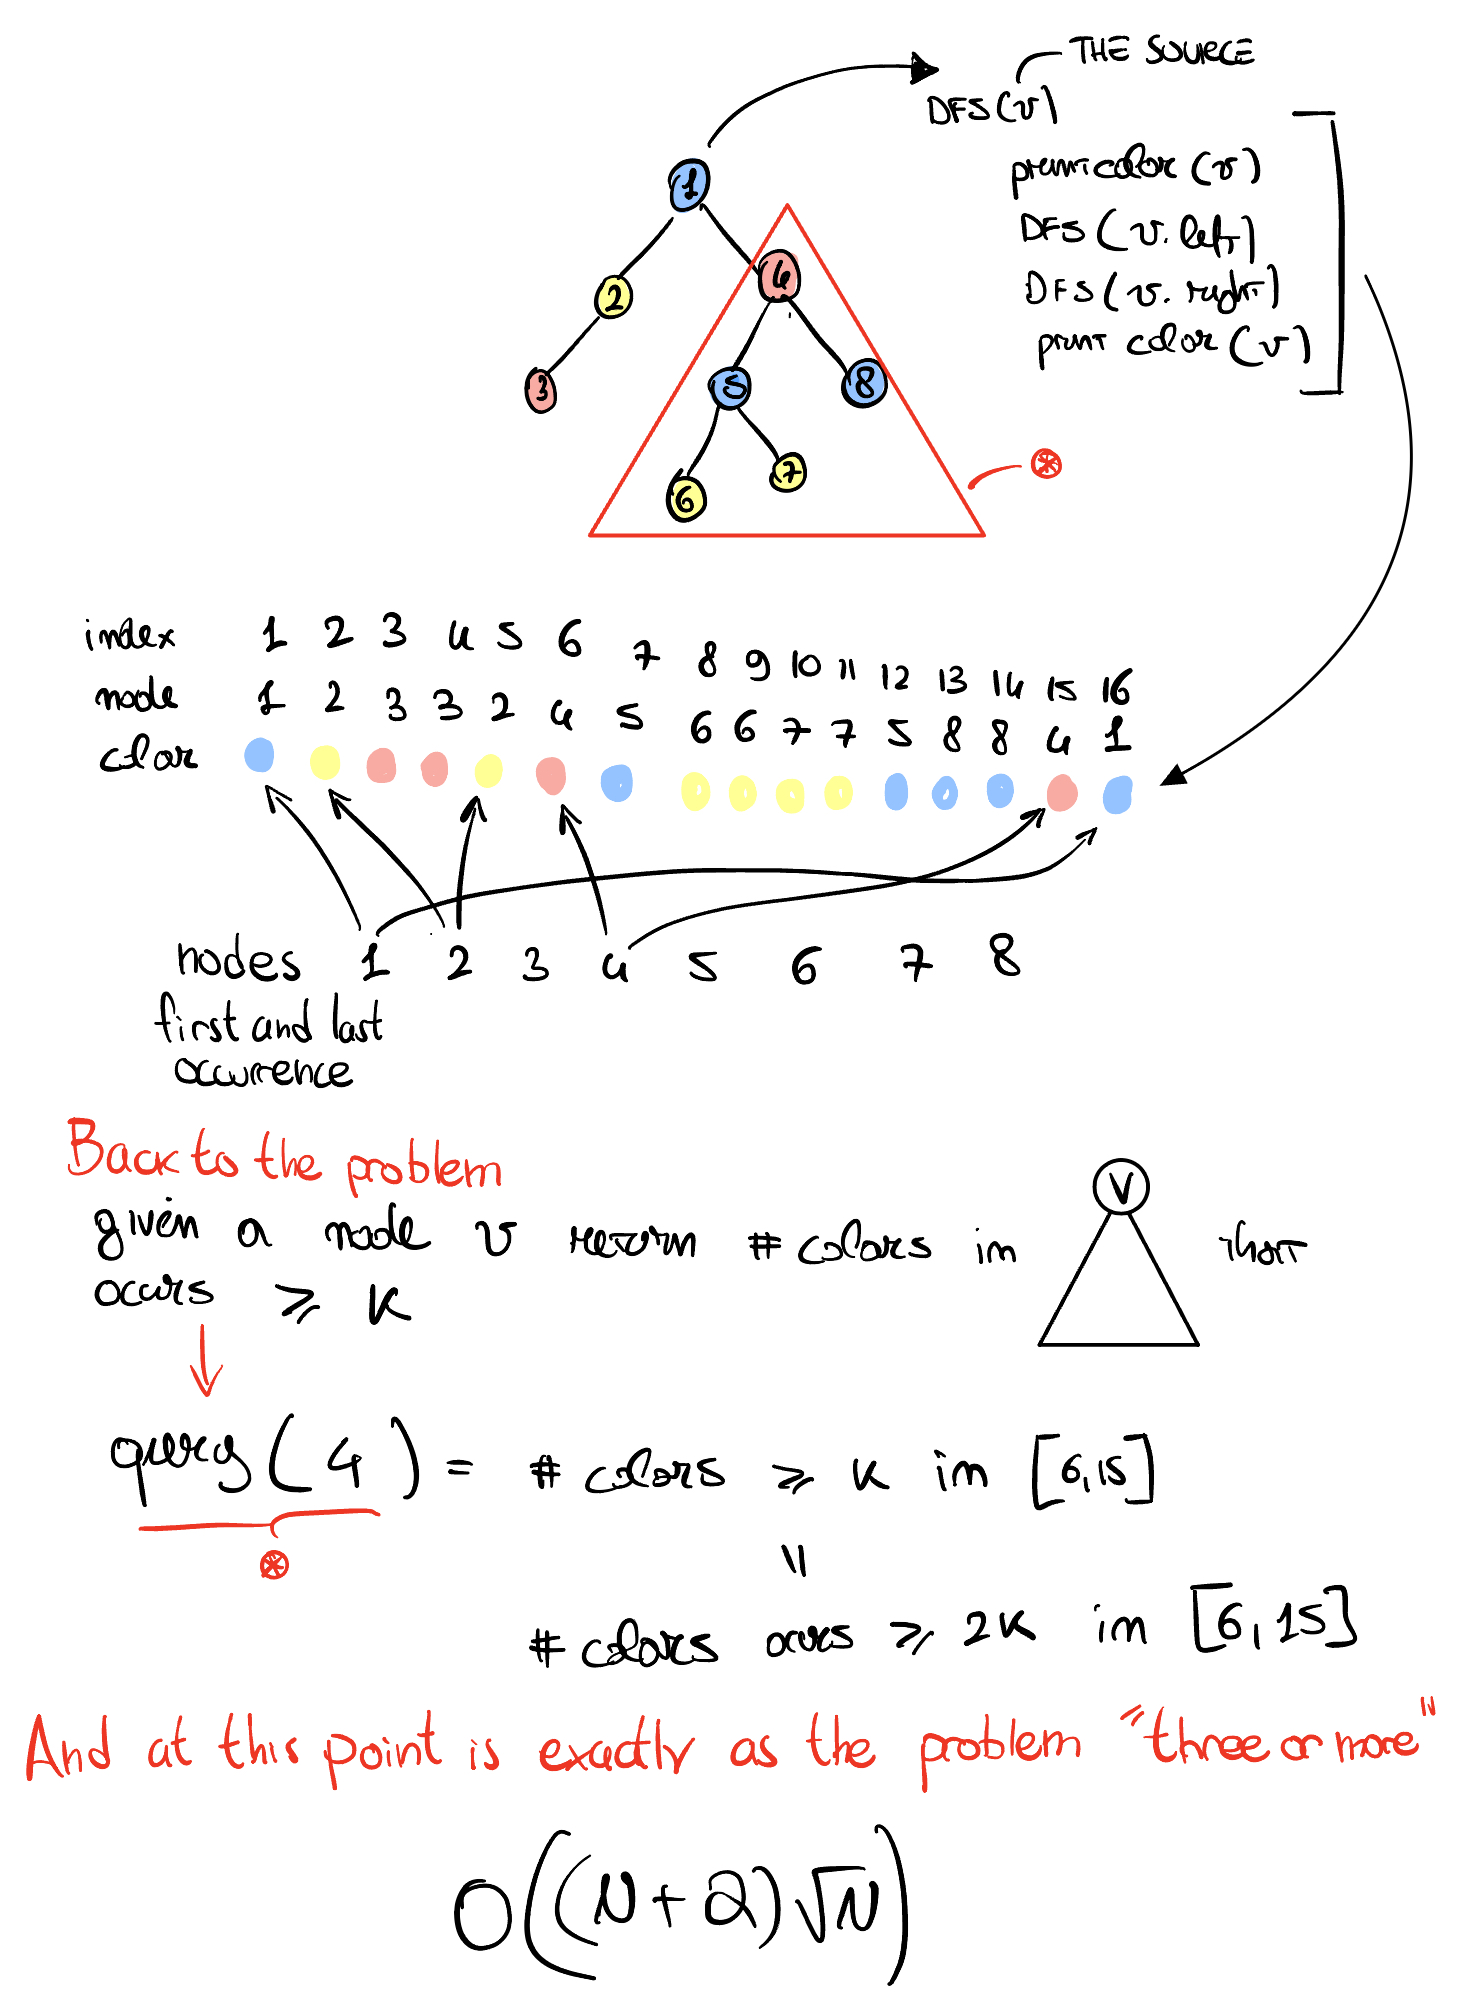 THE SOURCE
DFS(v)
print color (v)
DFS (v.left)
DFS (v.right)
print color (v)
1
2 4
3 5 8
6 7
index 1 2 3 4 5 6 7 8 9 10 11 12 13 14 15 16
node 1 2 3 3 2 4 5 6 6 7 7 5 8 8 4 1
color
nodes 1 2 3 4 5 6 7 8
first and last
occurrence
Back to the problem
given a node v return # colors in V that
occurs ⩾ K
query (4) = # colors ⩾ K in [6,15]
=
# colors occurs ⩾ 2K in [6,15]
And at this point is exactly as the problem "three or more"
O((N+Q)√N)